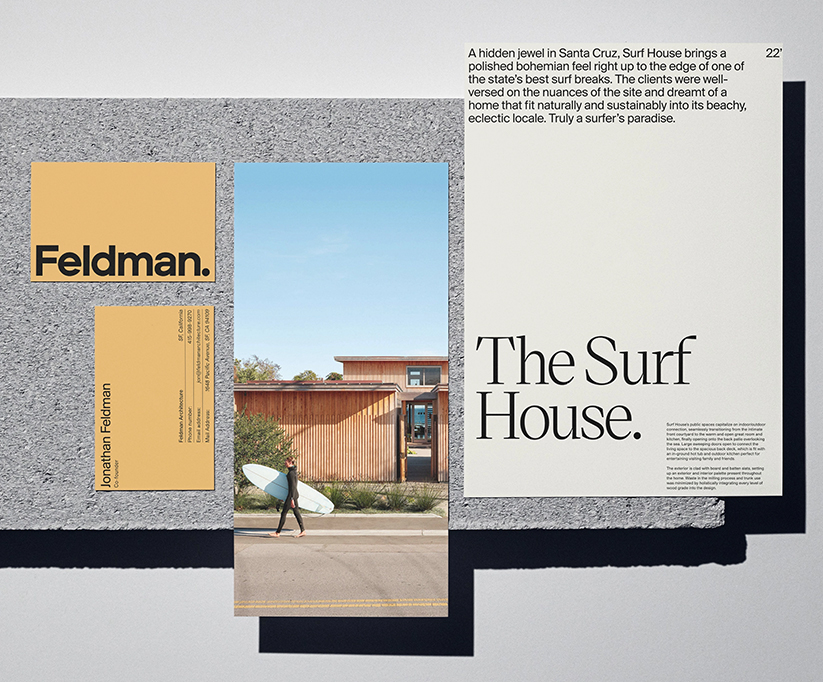 Feldman.
Jonathan Feldman
Co-founder
Feldman Architecture
SF, California
Phone number:
415-999-9270
Email address:
jon@feldmanarchitecture.com
Mail Address:
1648 Pacific Avenue, SF, CA 94109
A hidden jewel in Santa Cruz, Surf House brings a
polished bohemian feel right up to the edge of one of
the state's best surf breaks. The clients were well-
versed on the nuances of the site and dreamt of a
home that fit naturally and sustainably into its beachy,
eclectic locale. Truly a surfer's paradise.
22'
The Surf
House.
Surf House's public spaces capitalize on indoor/outdoor
connection, seamlessly transitioning from the intimate
front courtyard to the warm and open great room and
kitchen, finally opening onto the back patio overlooking
the sea. Large sweeping doors open to connect the
living space to the spacious back deck, which is fit with
an in-ground hot tub and outdoor kitchen perfect for
entertaining visiting family and friends.
The exterior is clad with board and batten slats, setting
up an exterior and interior palette present throughout
the home. Waste in the milling process and trunk use
was minimized by holistically integrating every level of
wood grade into the design.